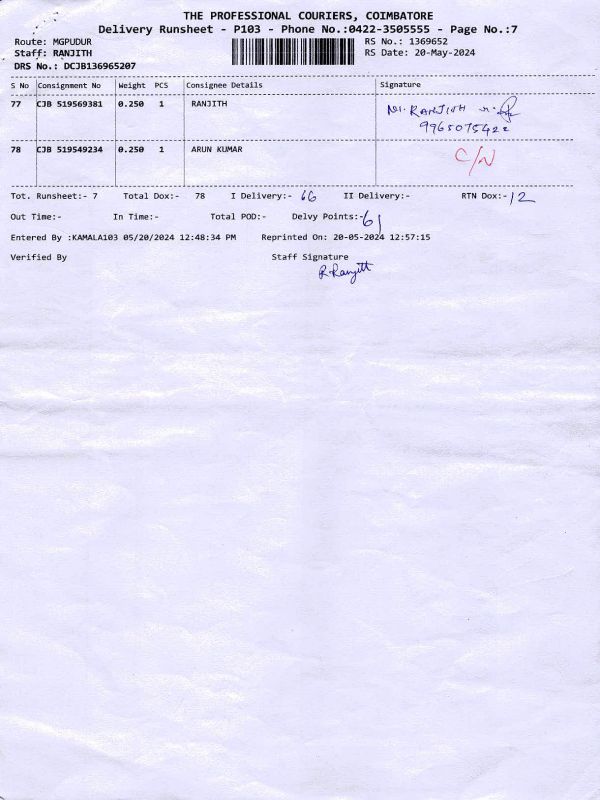 THE PROFESSIONAL COURIERS, COIMBATORE
Delivery Runsheet - P103 - Phone No.:0422-3505555 - Page No.:7
Route: MGPUDUR
RS No.: 1369652
Staff: RANJITH
RS Date: 20-May-2024
DRS No.: DCJB136965207
S No Consignment No Weight PCS Consignee Details Signature
77 CJB 519569381 0.250 1 RANJITH M. RANJITH
9965075422
78 CJB 519549234 0.250 1 ARUN KUMAR C/N
Tot. Runsheet:- 7 Total Dox:- 78 I Delivery:- 66 II Delivery:- RTN Dox:- 12
Out Time:- In Time:- Total POD:- Delvy Points:- 61
Entered By :KAMALA103 05/20/2024 12:48:34 PM Reprinted On: 20-05-2024 12:57:15
Verified By Staff Signature
R. Ranjith